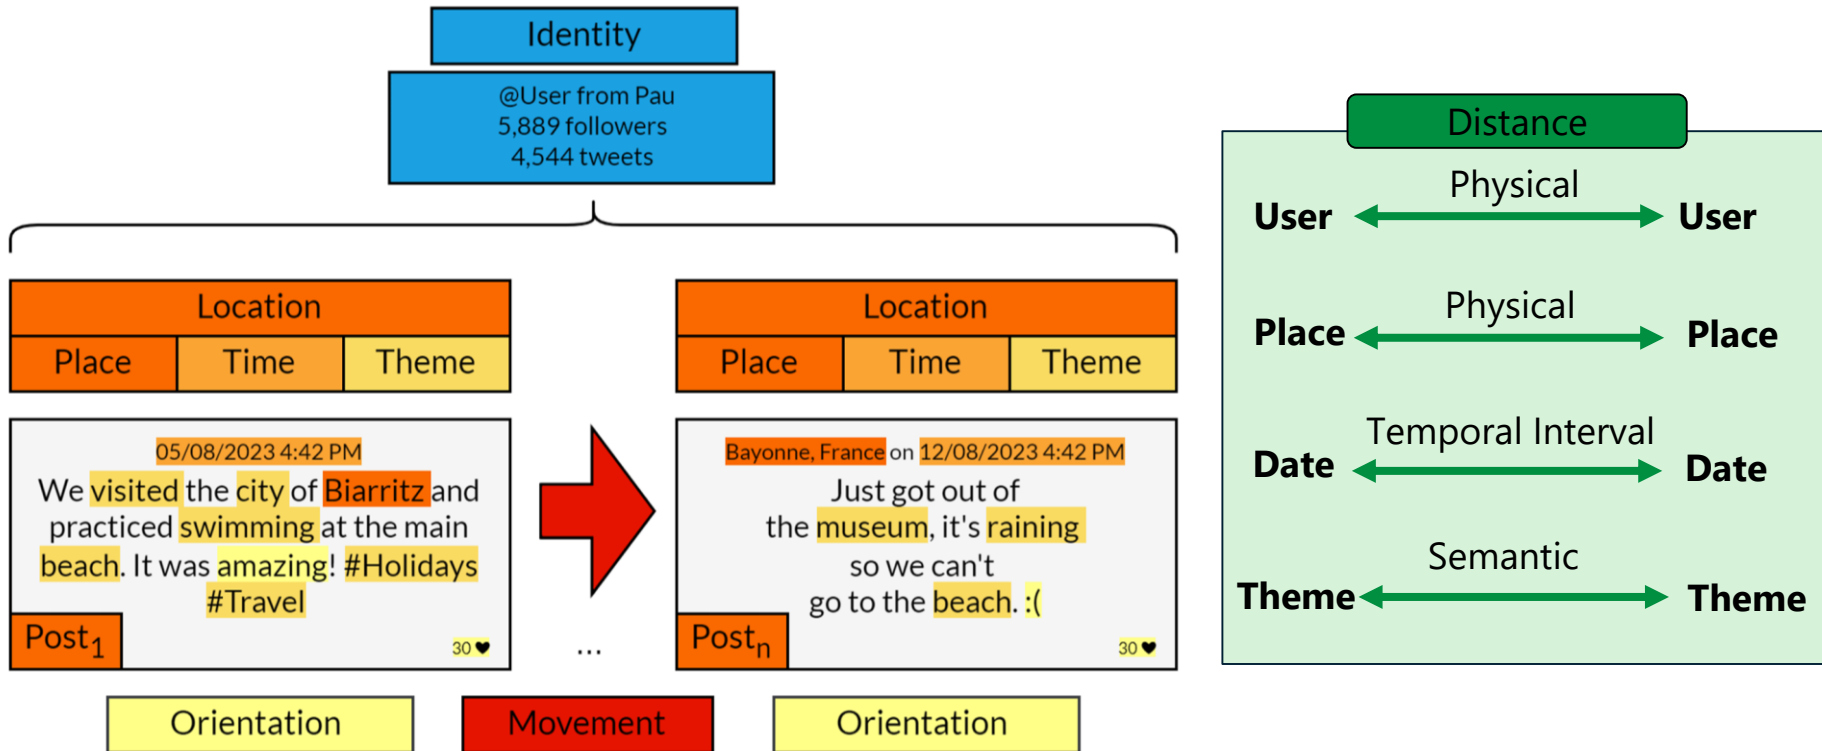 Identity
@User from Pau
5,889 followers
4,544 tweets
Location
Place Time Theme
05/08/2023 4:42 PM
We visited the city of Biarritz and
practiced swimming at the main
beach. It was amazing! #Holidays
#Travel
Post1
30 ♥
...
Location
Place Time Theme
Bayonne, France on 12/08/2023 4:42 PM
Just got out of
the museum, it's raining
so we can't
go to the beach. :(
Postn
30 ♥
Orientation
Movement
Orientation
Distance
Physical
User User
Physical
Place Place
Temporal Interval
Date Date
Semantic
Theme Theme